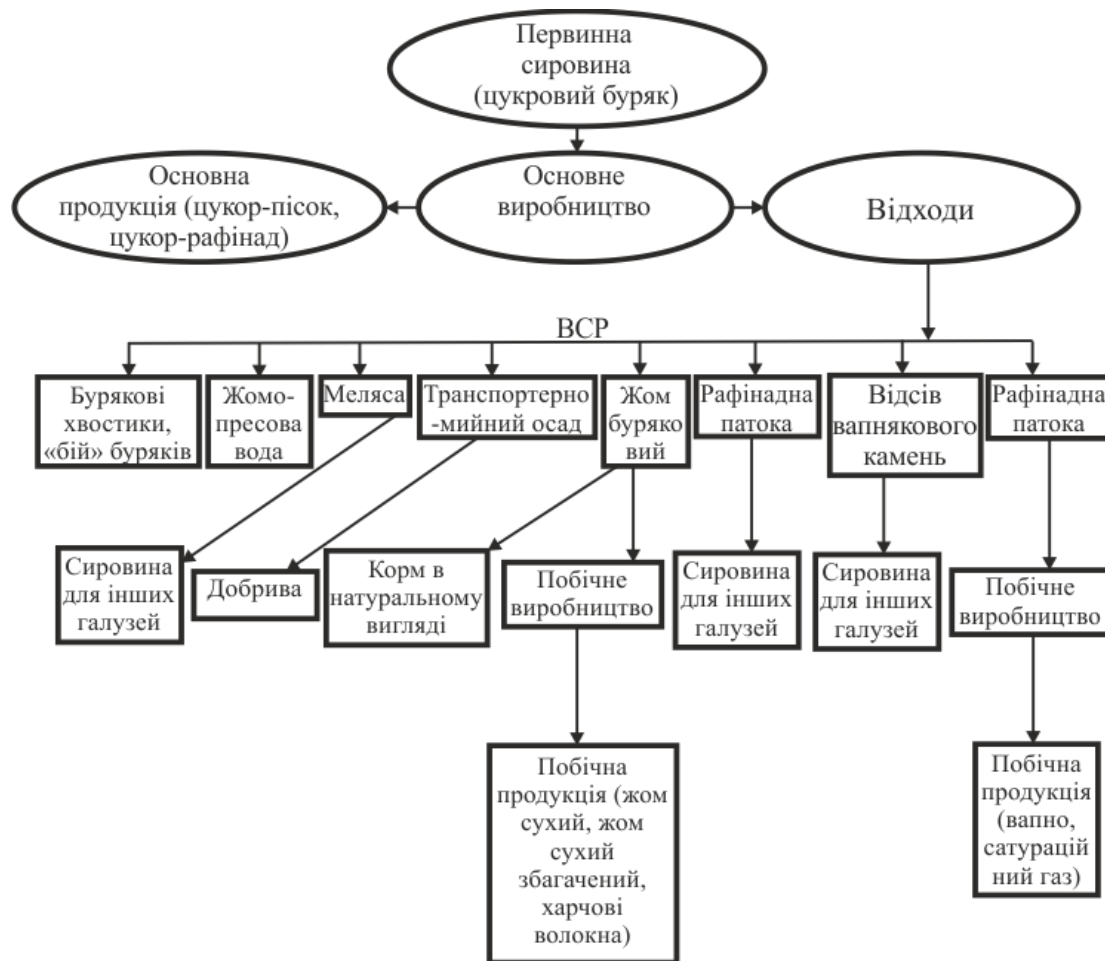 Первинна
сировина
(цукровий буряк)
Основна
продукція (цукор-пісок,
цукор-рафінад)
Основне
виробництво
Відходи
ВСР
Бурякові
хвостики,
«бій» буряків
Жомо-
пресова
вода
Меляса
Транспортерно
-мийний осад
Жом
буряко
вий
Рафінадна
патока
Відсів
вапнякового
камень
Рафінадна
патока
Сировина
для інших
галузей
Добрива
Корм в
натуральному
вигляді
Побічне
виробництво
Сировина
для інших
галузей
Сировина
для інших
галузей
Побічне
виробництво
Побічна
продукція (жом
сухий, жом
сухий
збагачений,
харчові
волокна)
Побічна
продукція
(вапно,
сатурацій
ний газ)